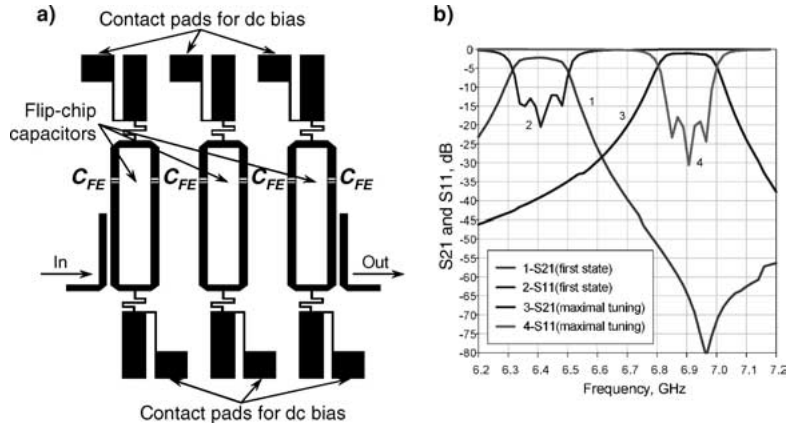 a)
Contact pads for dc bias
Flip-chip
capacitors
C_FE C_FE C_FE C_FE
In
Out
Contact pads for dc bias
b)
S21 and S11, dB
0
-5
-10
-15
-20
-25
-30
-35
-40
-45
-50
-55
-60
-65
-70
-75
-80
1
2
3
4
1-S21(first state)
2-S11(first state)
3-S21(maximal tuning)
4-S11(maximal tuning)
6.2 6.3 6.4 6.5 6.6 6.7 6.8 6.9 7.0 7.1 7.2
Frequency, GHz